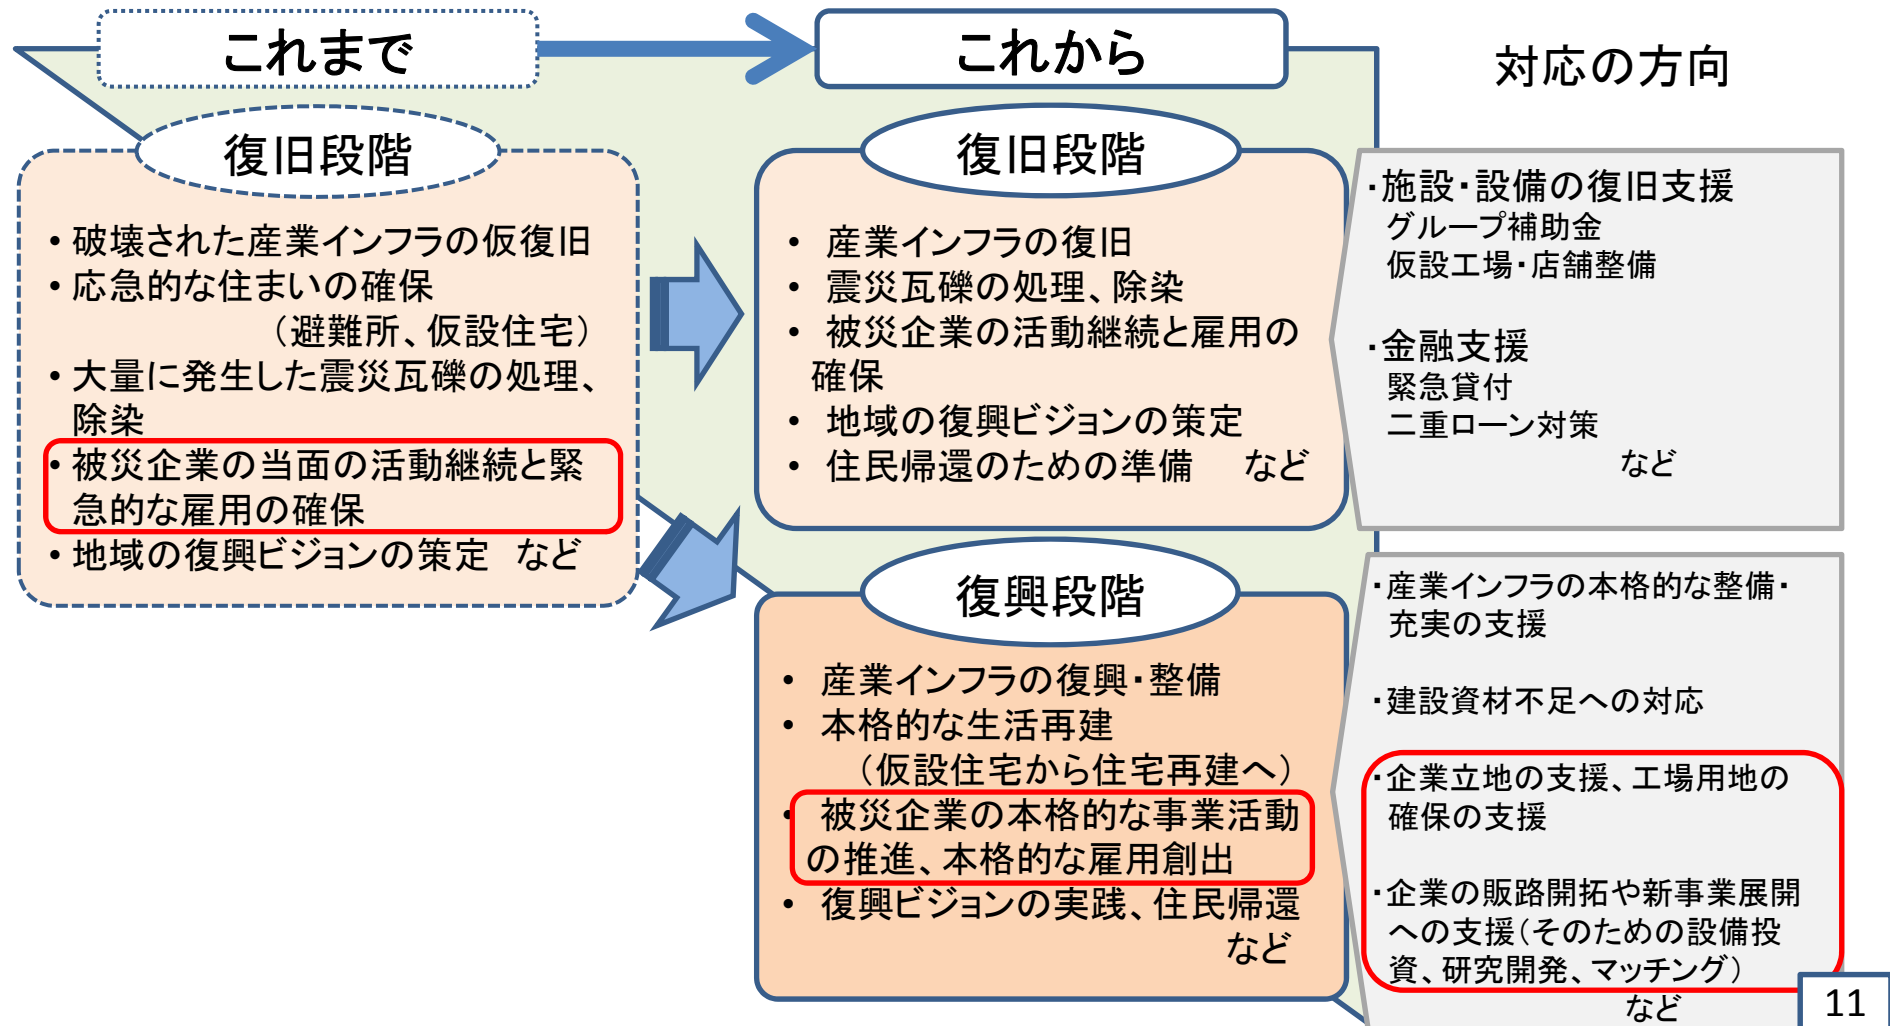 これまで
これから
対応の方向
復旧段階
• 破壊された産業インフラの仮復旧
• 応急的な住まいの確保
（避難所、仮設住宅）
• 大量に発生した震災瓦礫の処理、
除染
• 被災企業の当面の活動継続と緊
急的な雇用の確保
• 地域の復興ビジョンの策定 など
復旧段階
• 産業インフラの復旧
• 震災瓦礫の処理、除染
• 被災企業の活動継続と雇用の
確保
• 地域の復興ビジョンの策定
• 住民帰還のための準備 など
・施設・設備の復旧支援
グループ補助金
仮設工場・店舗整備
・金融支援
緊急貸付
二重ローン対策
など
復興段階
• 産業インフラの復興・整備
• 本格的な生活再建
（仮設住宅から住宅再建へ）
• 被災企業の本格的な事業活動
の推進、本格的な雇用創出
• 復興ビジョンの実践、住民帰還
など
・産業インフラの本格的な整備・
充実の支援
・建設資材不足への対応
・企業立地の支援、工場用地の
確保の支援
・企業の販路開拓や新事業展開
への支援（そのための設備投
資、研究開発、マッチング）
など
11